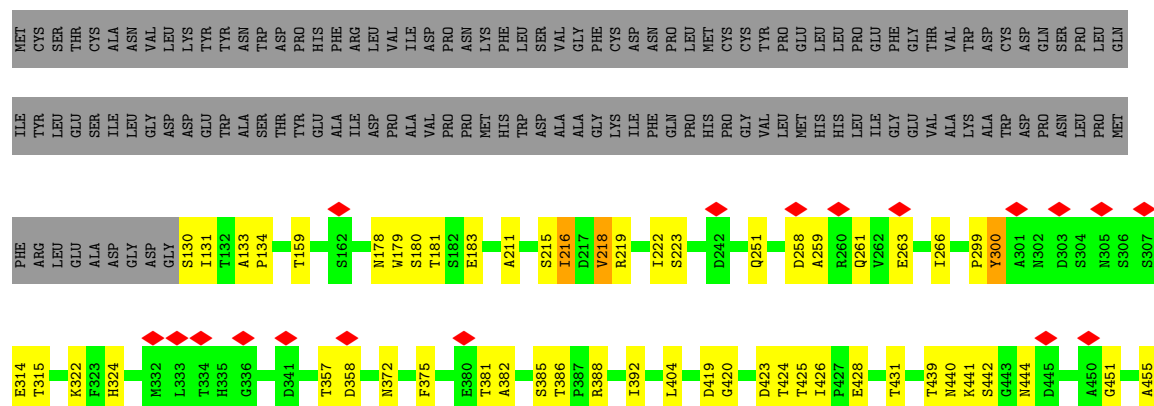 MET CYS SER THR CYS ALA ASN VAL LEU LYS TYR TYR ASN TRP ASP PRO HIS PHE ARG LEU VAL ILE ASP PRO ASN LYS PHE LEU SER VAL GLY PHE CYS ASP ASN PRO LEU MET CYS CYS TYR PRO GLU LEU LEU PRO GLU PHE GLY THR VAL TRP ASP CYS ASP GLN SER PRO LEU GLN
ILE TYR LEU GLU SER ILE LEU GLY ASP ASP GLU TRP ALA SER THR TYR GLU ALA ILE ASP PRO ALA VAL PRO PRO MET HIS TRP ASP ALA ALA GLY LYS ILE PHE GLN PRO HIS PRO GLY VAL LEU MET HIS HIS LEU ILE GLY GLU VAL ALA LYS ALA TRP ASP PRO ASN LEU PRO MET
PHE ARG LEU GLU ALA ASP GLY ASP GLY S130 I131 T132 A133 P134 T159 S162 N178 W179 S180 T181 S182 E183 A211 S215 I216 D217 V218 R219 I222 S223 D242 Q251 D258 A259 R260 Q261 V262 E263 I266 P299 Y300 A301 N302 D303 S304 N305 S306 S307
E314 T315 K322 F323 H324 M332 L333 T334 H335 G336 D341 T357 D358 N372 F375 E380 T381 A382 S385 T386 P387 R388 I392 L404 D419 G420 D423 T424 T425 I426 P427 E428 T431 T439 N440 K441 S442 G443 N444 D445 A450 G451 A455